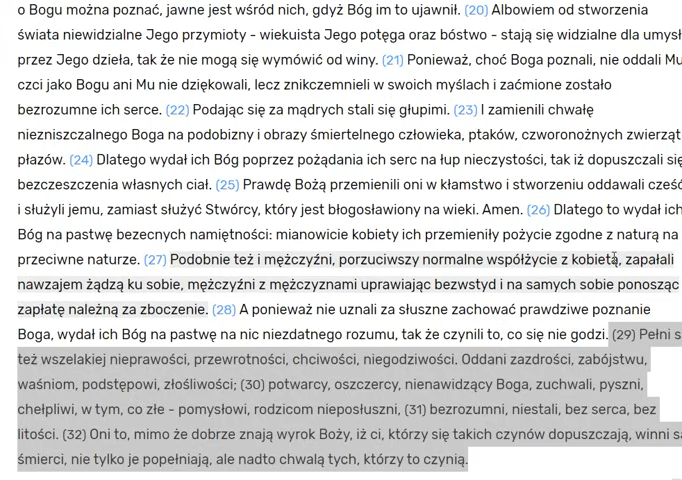 o Bogu można poznać, jawne jest wśród nich, gdyż Bóg im to ujawnił. (20) Albowiem od stworzenia
świata niewidzialne Jego przymioty - wiekuista Jego potęga oraz bóstwo - stają się widzialne dla umysł
przez Jego dzieła, tak że nie mogą się wymówić od winy. (21) Ponieważ, choć Boga poznali, nie oddali Mu
czci jako Bogu ani Mu nie dziękowali, lecz znikczemnieli w swoich myślach i zaćmione zostało
bezrozumne ich serce. (22) Podając się za mądrych stali się głupimi. (23) I zamienili chwałę
niezniszczalnego Boga na podobizny i obrazy śmiertelnego człowieka, ptaków, czworonożnych zwierząt
płazów. (24) Dlatego wydał ich Bóg poprzez pożądania ich serc na łup nieczystości, tak iż dopuszczali się
bezczeszczenia własnych ciał. (25) Prawdę Bożą przemienili oni w kłamstwo i stworzeniu oddawali cześć
i służyli jemu, zamiast służyć Stwórcy, który jest błogosławiony na wieki. Amen. (26) Dlatego to wydał ich
Bóg na pastwę bezecnych namiętności: mianowicie kobiety ich przemieniły pożycie zgodne z naturą na
przeciwne naturze. (27) Podobnie też i mężczyźni, porzuciwszy normalne współżycie z kobietą, zapałali
nawzajem żądzą ku sobie, mężczyźni z mężczyznami uprawiając bezwstyd i na samych sobie ponosząc
zapłatę należną za zboczenie. (28) A ponieważ nie uznali za słuszne zachować prawdziwe poznanie
Boga, wydał ich Bóg na pastwę na nic niezdatnego rozumu, tak że czynili to, co się nie godzi. (29) Pełni s
też wszelakiej nieprawości, przewrotności, chciwości, niegodziwości. Oddani zazdrości, zabójstwu,
waśniom, podstępowi, złośliwości; (30) potwarcy, oszczercy, nienawidzący Boga, zuchwali, pyszni,
chełpliwi, w tym, co złe - pomysłowi, rodzicom nieposłuszni, (31) bezrozumni, niestali, bez serca, bez
litości. (32) Oni to, mimo że dobrze znają wyrok Boży, iż ci, którzy się takich czynów dopuszczają, winni są
śmierci, nie tylko je popełniają, ale nadto chwalą tych, którzy to czynią.